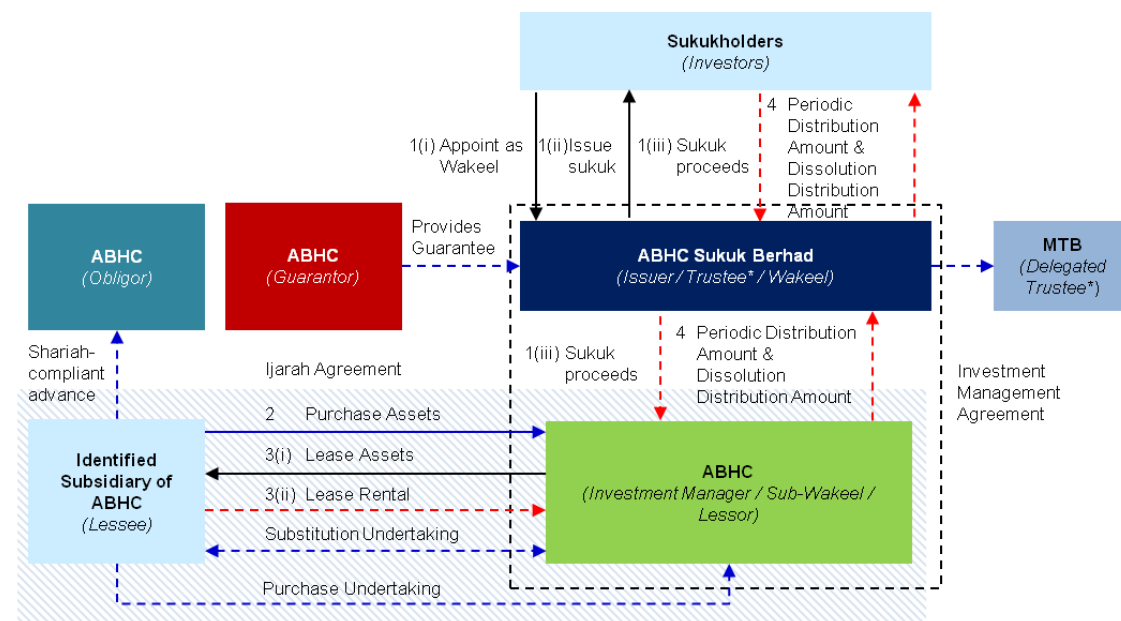 Sukukholders
(Investors)
1(i) Appoint as
Wakeel
1(ii)Issue
sukuk
1(iii) Sukuk
proceeds
4 Periodic
Distribution
Amount &
Dissolution
Distribution
Amount
ABHC
(Obligor)
ABHC
(Guarantor)
Provides
Guarantee
ABHC Sukuk Berhad
(Issuer / Trustee* / Wakeel)
MTB
(Delegated
Trustee*)
Shariah-
compliant
advance
Ijarah Agreement
1(iii) Sukuk
proceeds
4 Periodic Distribution
Amount &
Dissolution
Distribution Amount
Investment
Management
Agreement
Identified
Subsidiary of
ABHC
(Lessee)
2 Purchase Assets
3(i) Lease Assets
3(ii) Lease Rental
Substitution Undertaking
Purchase Undertaking
ABHC
(Investment Manager / Sub-Wakeel /
Lessor)